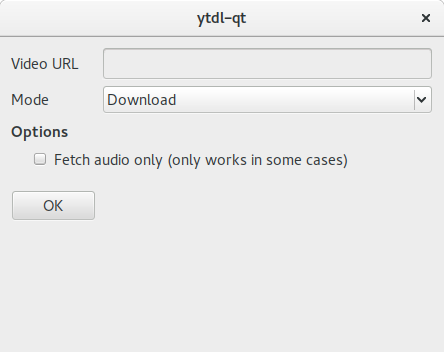 ytdl-qt
Video URL
Mode Download
Options
Fetch audio only (only works in some cases)
OK